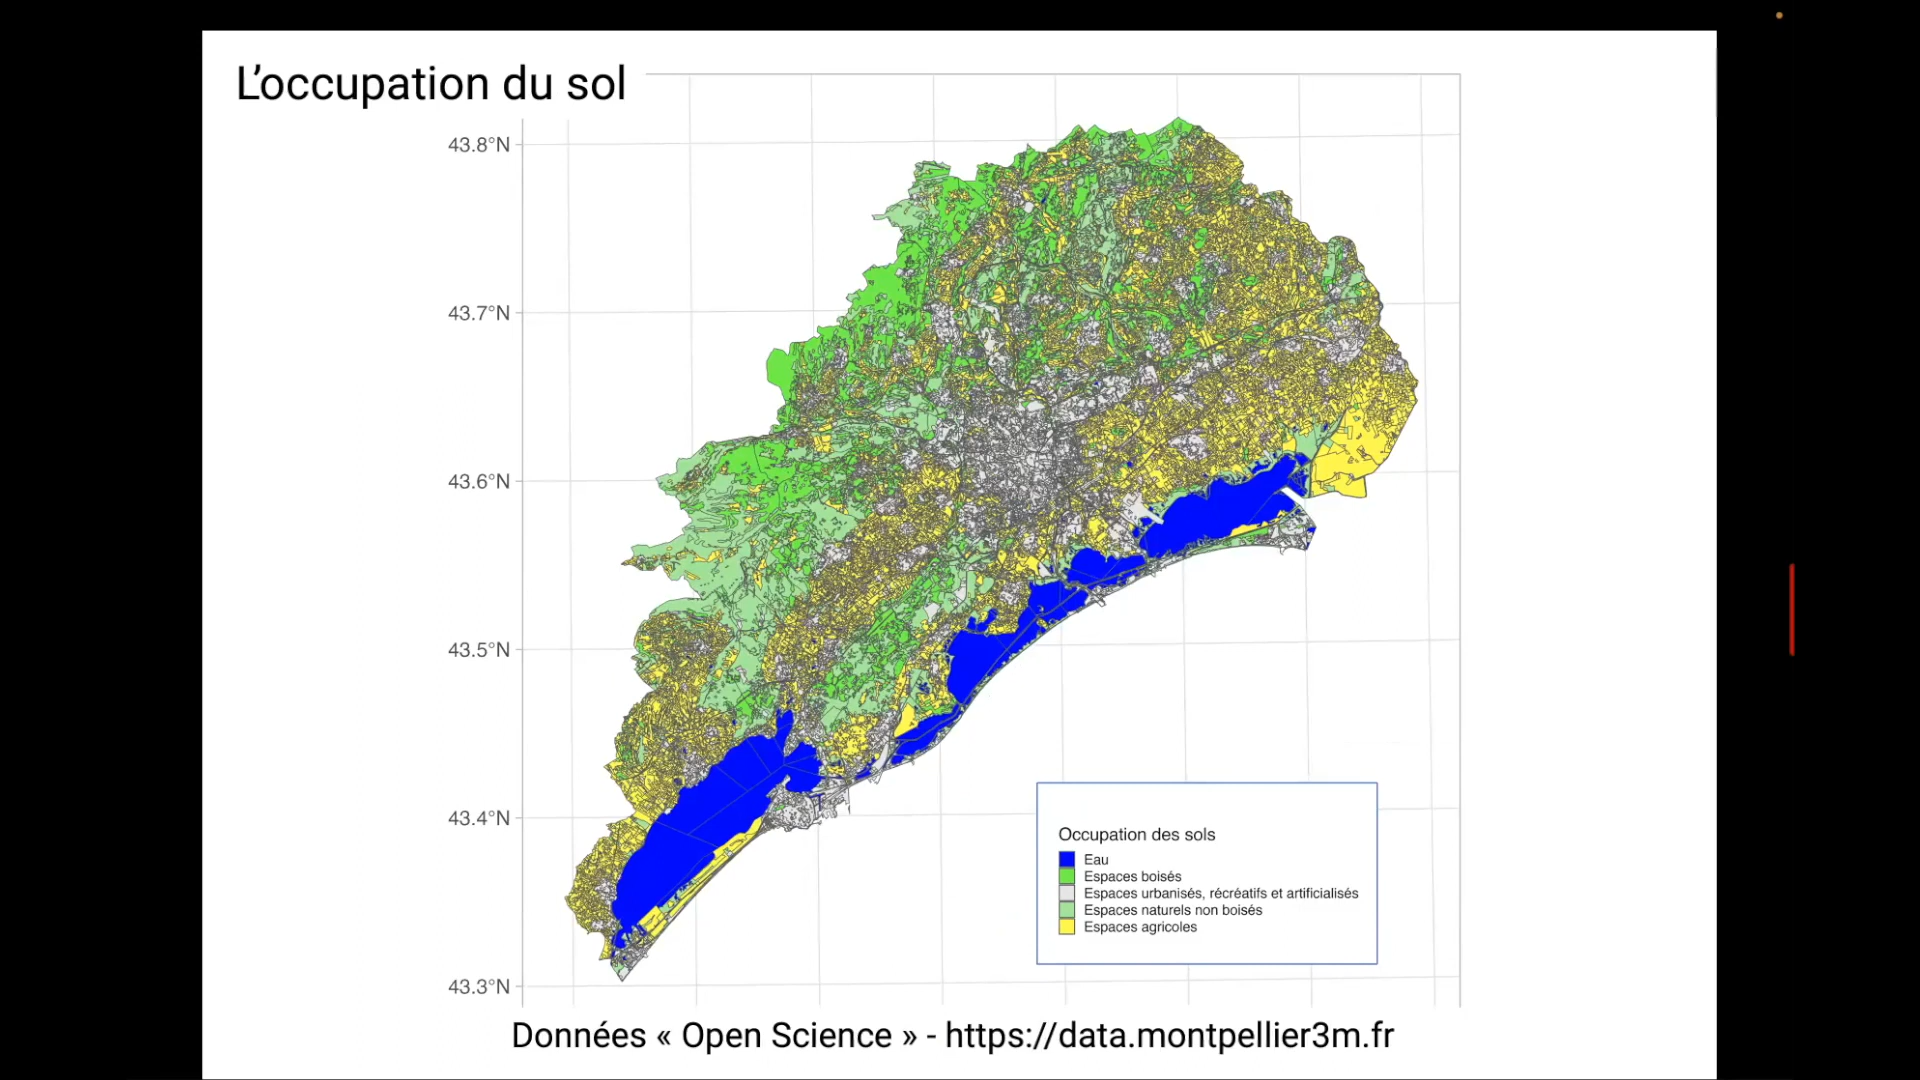 L'occupation du sol
43.8°N
43.7°N
43.6°N
43.5°N
43.4°N
43.3°N
Occupation des sols
Eau
Espaces boisés
Espaces urbanisés, récréatifs et artificialisés
Espaces naturels non boisés
Espaces agricoles
Données « Open Science » - https://data.montpellier3m.fr